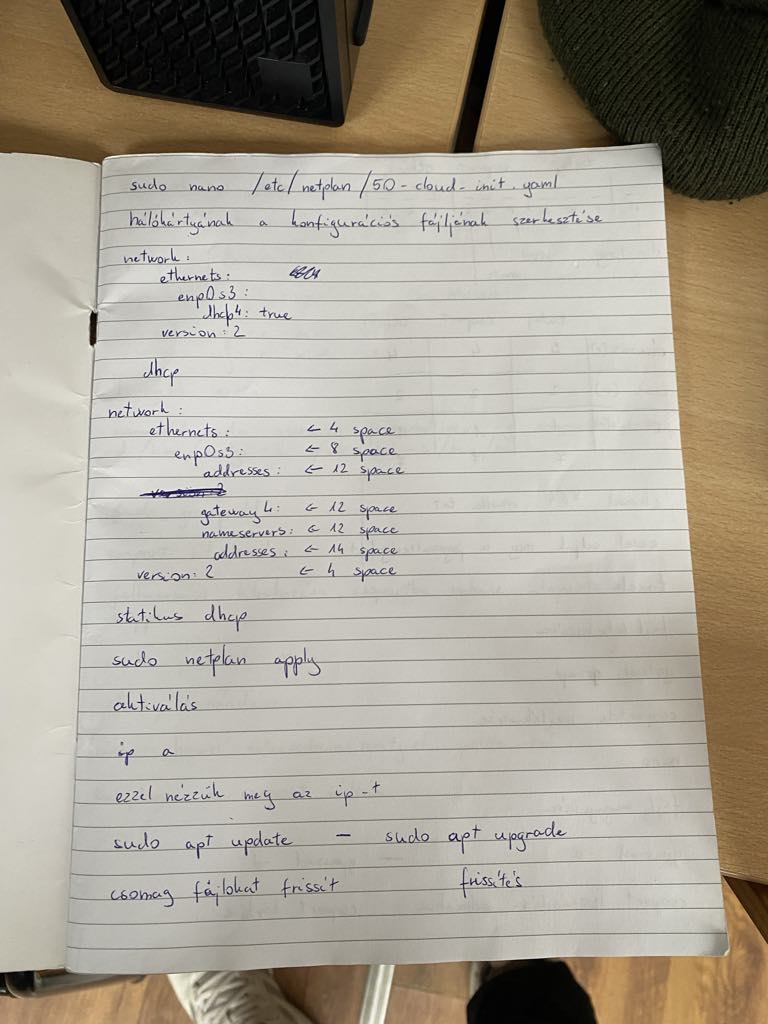 sudo nano /etc/netplan/50-cloud-init.yaml
hálókártyának a konfigurációs fájljának szerkesztése
network:
ethernets:
enp0s3:
dhcp4: true
version: 2
dhcp
network:
ethernets: ← 4 space
enp0s3: ← 8 space
addresses: ← 12 space
version: 2
gateway4: ← 12 space
nameservers: ← 12 space
addresses: ← 14 space
version: 2 ← 4 space
statikus dhcp
sudo netplan apply
aktiválás
ip a
ezzel nézzük meg az ip-t
sudo apt update — sudo apt upgrade
csomag fájlokat frissít frissítés